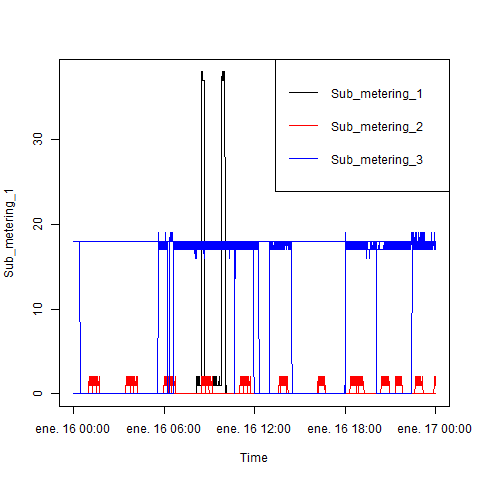 Sub_metering_1
Sub_metering_2
Sub_metering_3
Sub_metering_1
0
10
20
30
ene. 16 00:00
ene. 16 06:00
ene. 16 12:00
ene. 16 18:00
ene. 17 00:00
Time